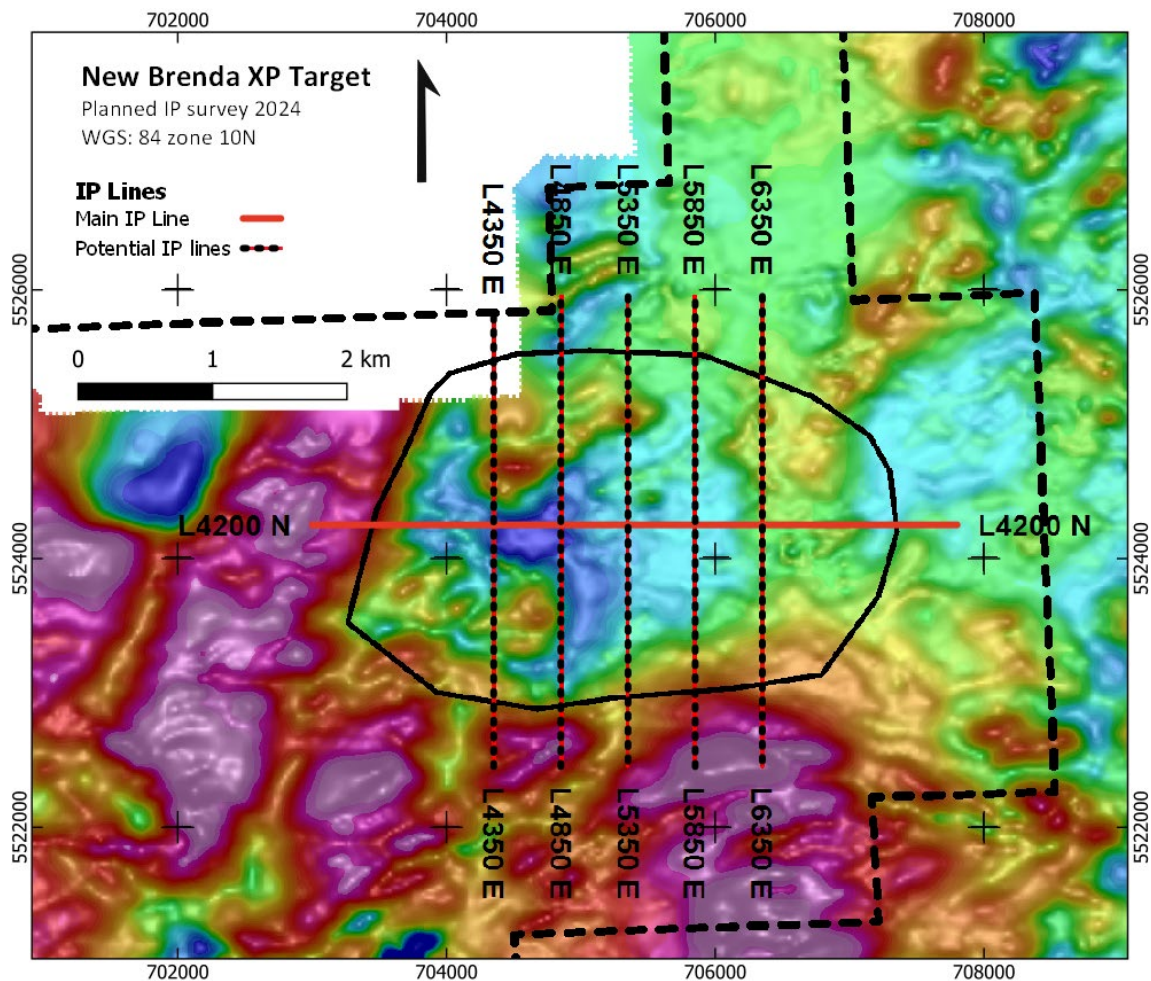 702000 704000 706000 708000
New Brenda XP Target
Planned IP survey 2024
WGS: 84 zone 10N
IP Lines
Main IP Line
Potential IP lines
L4350 E L4850 E L5350 E L5850 E L6350 E
5526000 5526000
0 1 2 km
L4200 N L4200 N
5524000 5524000
L4350 E L4850 E L5350 E L5850 E L6350 E
5522000 5522000
702000 704000 706000 708000